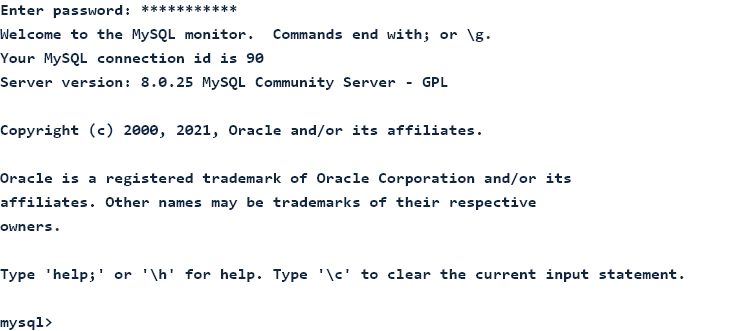 Enter password: ***********
Welcome to the MySQL monitor.  Commands end with; or \g.
Your MySQL connection id is 90
Server version: 8.0.25 MySQL Community Server - GPL
Copyright (c) 2000, 2021, Oracle and/or its affiliates.
Oracle is a registered trademark of Oracle Corporation and/or its
affiliates. Other names may be trademarks of their respective
owners.
Type 'help;' or '\h' for help. Type '\c' to clear the current input statement.
mysql>